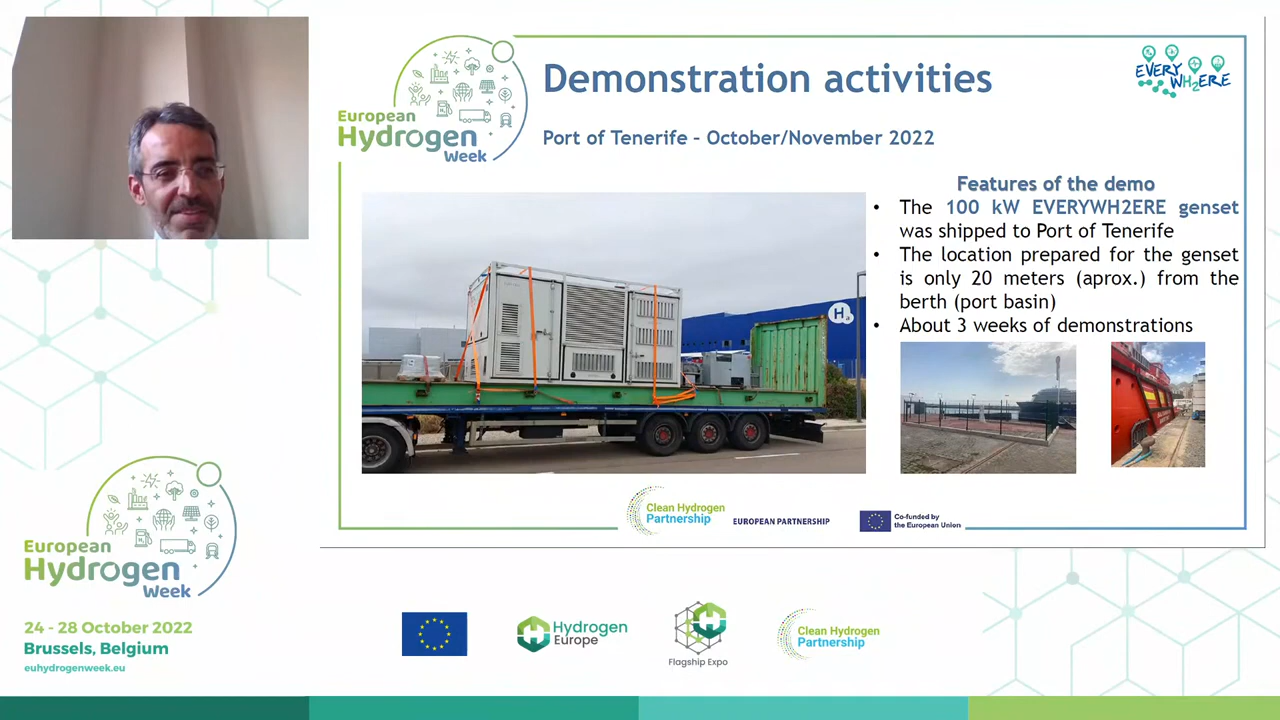 Demonstration activities
EVERYWH2ERE
European
Hydrogen
Week
Port of Tenerife – October/November 2022
Features of the demo
• The 100 kW EVERYWH2ERE genset
was shipped to Port of Tenerife
• The location prepared for the genset
is only 20 meters (aprox.) from the
berth (port basin)
• About 3 weeks of demonstrations
Clean Hydrogen
Partnership
EUROPEAN PARTNERSHIP
Co-funded by
the European Union
European
Hydrogen
Week
24 - 28 October 2022
Brussels, Belgium
euhydrogenweek.eu
Hydrogen
Europe
Flagship Expo
Clean Hydrogen
Partnership